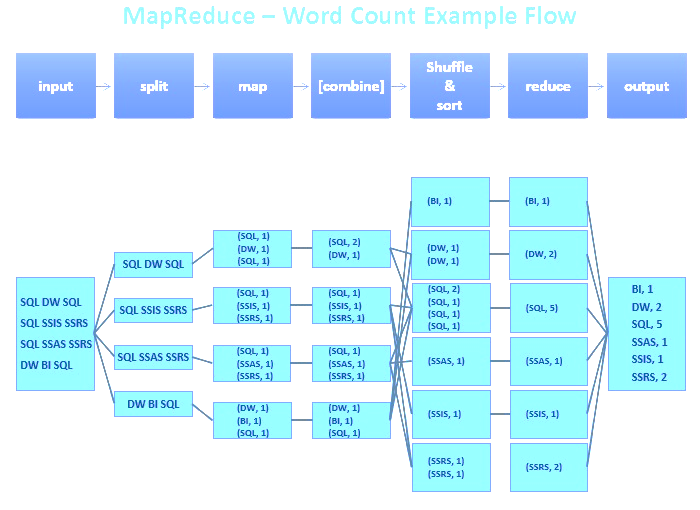 MapReduce – Word Count Example Flow
input
split
map
[combine]
Shuffle
&
sort
reduce
output
SQL DW SQL
SQL SSIS SSRS
SQL SSAS SSRS
DW BI SQL
SQL DW SQL
SQL SSIS SSRS
SQL SSAS SSRS
DW BI SQL
(SQL, 1)
(DW, 1)
(SQL, 1)
(SQL, 1)
(SSIS, 1)
(SSRS, 1)
(SQL, 1)
(SSAS, 1)
(SSRS, 1)
(DW, 1)
(BI, 1)
(SQL, 1)
(SQL, 2)
(DW, 1)
(SQL, 1)
(SSIS, 1)
(SSRS, 1)
(SQL, 1)
(SSAS, 1)
(SSRS, 1)
(DW, 1)
(BI, 1)
(SQL, 1)
(BI, 1)
(DW, 1)
(DW, 1)
(SQL, 2)
(SQL, 1)
(SQL, 1)
(SQL, 1)
(SSAS, 1)
(SSIS, 1)
(SSRS, 1)
(SSRS, 1)
(BI, 1)
(DW, 2)
(SQL, 5)
(SSAS, 1)
(SSIS, 1)
(SSRS, 2)
BI, 1
DW, 2
SQL, 5
SSAS, 1
SSIS, 1
SSRS, 2